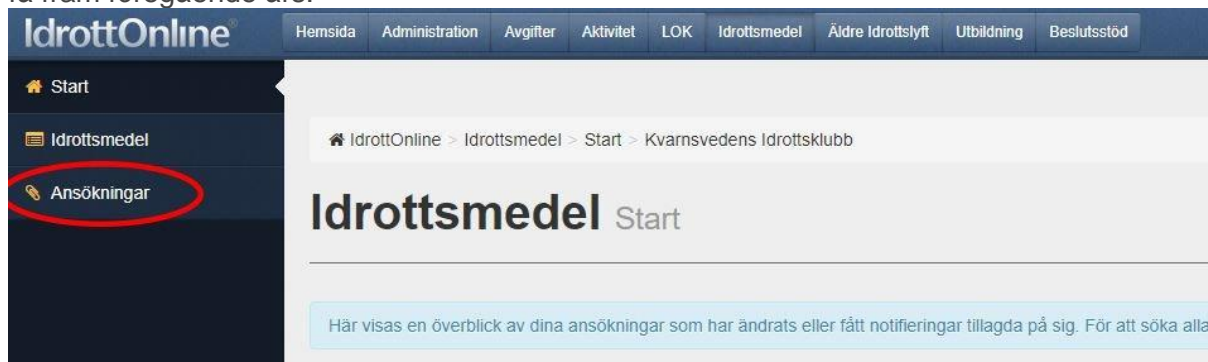 IdrottOnline®
Hemsida Administration Avgifter Aktivitet LOK Idrottsmedel Äldre Idrottslyft Utbildning Beslutsstöd
Start
Idrottsmedel
Ansökningar
IdrottOnline > Idrottsmedel > Start > Kvarnsvedens Idrottsklubb
Idrottsmedel Start
Här visas en överblick av dina ansökningar som har ändrats eller fått notifieringar tillagda på sig. För att söka alla